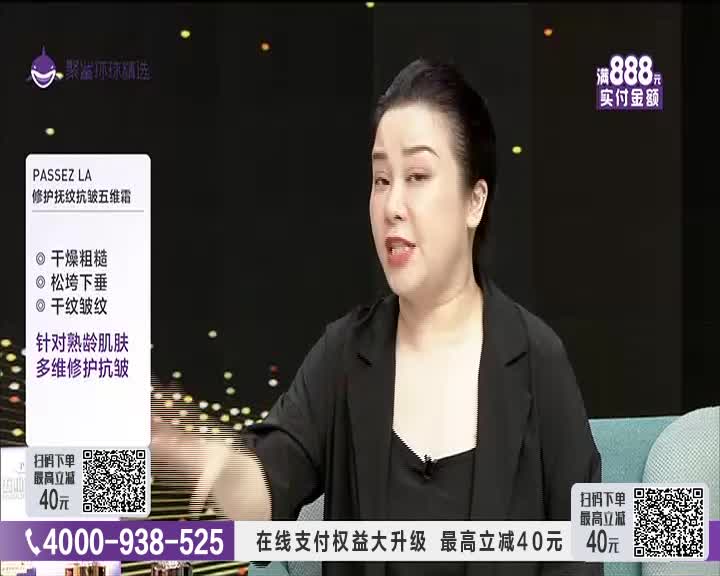 聚鲨环球精选
满888元
实付金额
PASSEZ LA
修护抚纹抗皱五维霜
◎ 干燥粗糙
◎ 松垮下垂
◎ 干纹皱纹
针对熟龄肌肤
多维修护抗皱
扫码下单
最高立减
40元
扫码下单
最高立减
40元
4000-938-525
在线支付权益大升级 最高立减40元